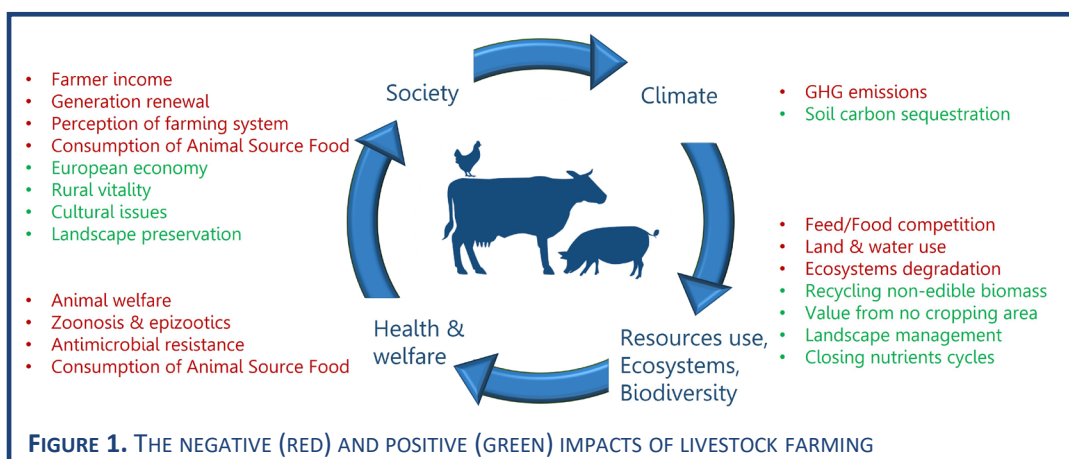 Society
• Farmer income
• Generation renewal
• Perception of farming system
• Consumption of Animal Source Food
• European economy
• Rural vitality
• Cultural issues
• Landscape preservation
Climate
• GHG emissions
• Soil carbon sequestration
• Feed/Food competition
• Land & water use
• Ecosystems degradation
• Recycling non-edible biomass
• Value from no cropping area
• Landscape management
• Closing nutrients cycles
Resources use,
Ecosystems,
Biodiversity
Health &
welfare
• Animal welfare
• Zoonosis & epizootics
• Antimicrobial resistance
• Consumption of Animal Source Food
FIGURE 1. THE NEGATIVE (RED) AND POSITIVE (GREEN) IMPACTS OF LIVESTOCK FARMING